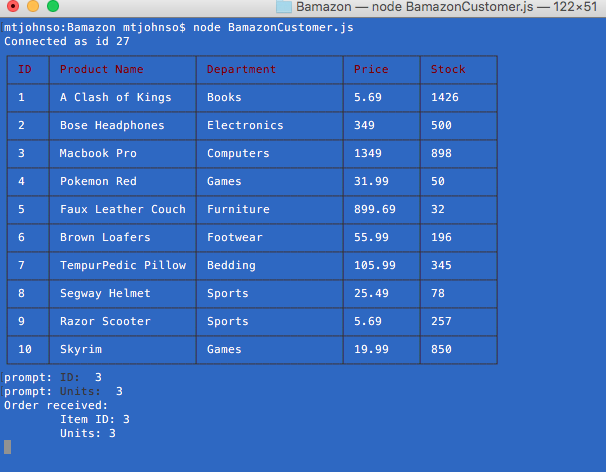 Bamazon — node BamazonCustomer.js — 122×51
mtjohnso:Bamazon mtjohnso$ node BamazonCustomer.js
Connected as id 27
ID Product Name Department Price Stock
1 A Clash of Kings Books 5.69 1426
2 Bose Headphones Electronics 349 500
3 Macbook Pro Computers 1349 898
4 Pokemon Red Games 31.99 50
5 Faux Leather Couch Furniture 899.69 32
6 Brown Loafers Footwear 55.99 196
7 TempurPedic Pillow Bedding 105.99 345
8 Segway Helmet Sports 25.49 78
9 Razor Scooter Sports 5.69 257
10 Skyrim Games 19.99 850
prompt: ID:  3
prompt: Units:  3
Order received:
Item ID: 3
Units: 3